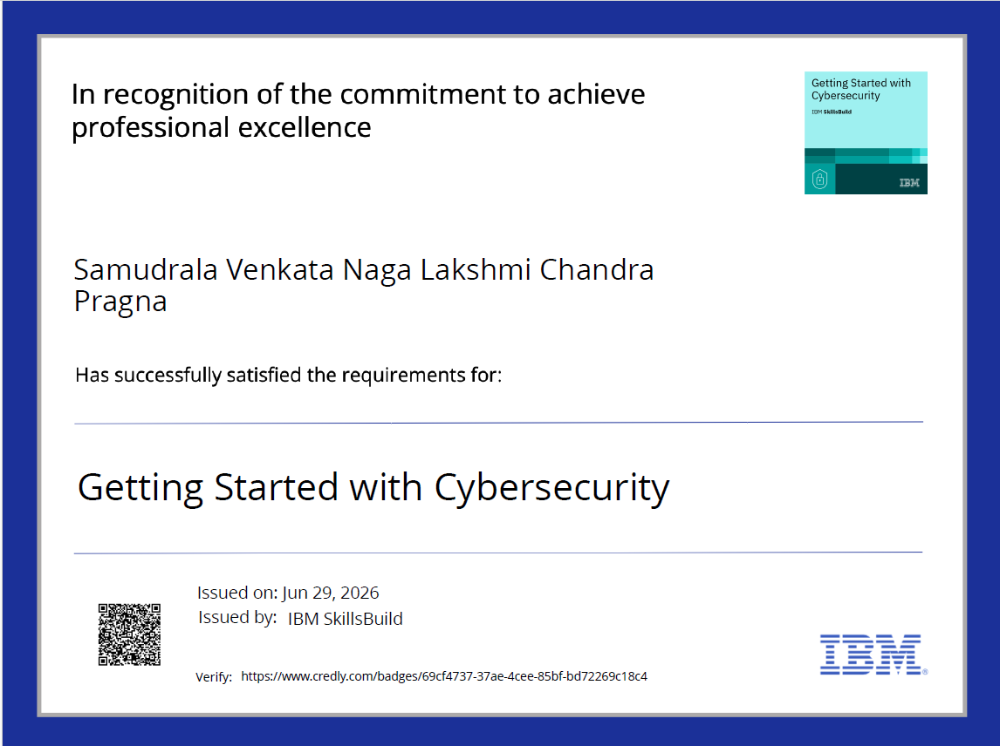 In recognition of the commitment to achieve
professional excellence
Getting Started with
Cybersecurity
IBM SkillsBuild
IBM
Samudrala Venkata Naga Lakshmi Chandra
Pragna
Has successfully satisfied the requirements for:
Getting Started with Cybersecurity
Issued on: Jun 29, 2026
Issued by: IBM SkillsBuild
Verify: https://www.credly.com/badges/69cf4737-37ae-4cee-85bf-bd72269c18c4
IBM®